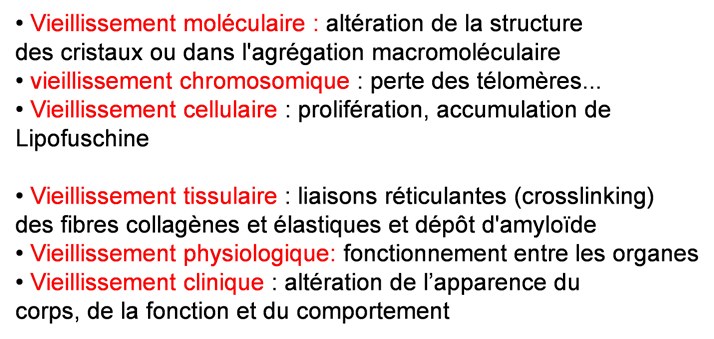 • Vieillissement moléculaire : altération de la structure
des cristaux ou dans l'agrégation macromoléculaire
• vieillissement chromosomique : perte des télomères...
• Vieillissement cellulaire : prolifération, accumulation de
Lipofuschine
• Vieillissement tissulaire : liaisons réticulantes (crosslinking)
des fibres collagènes et élastiques et dépôt d'amyloïde
• Vieillissement physiologique: fonctionnement entre les organes
• Vieillissement clinique : altération de l’apparence du
corps, de la fonction et du comportement